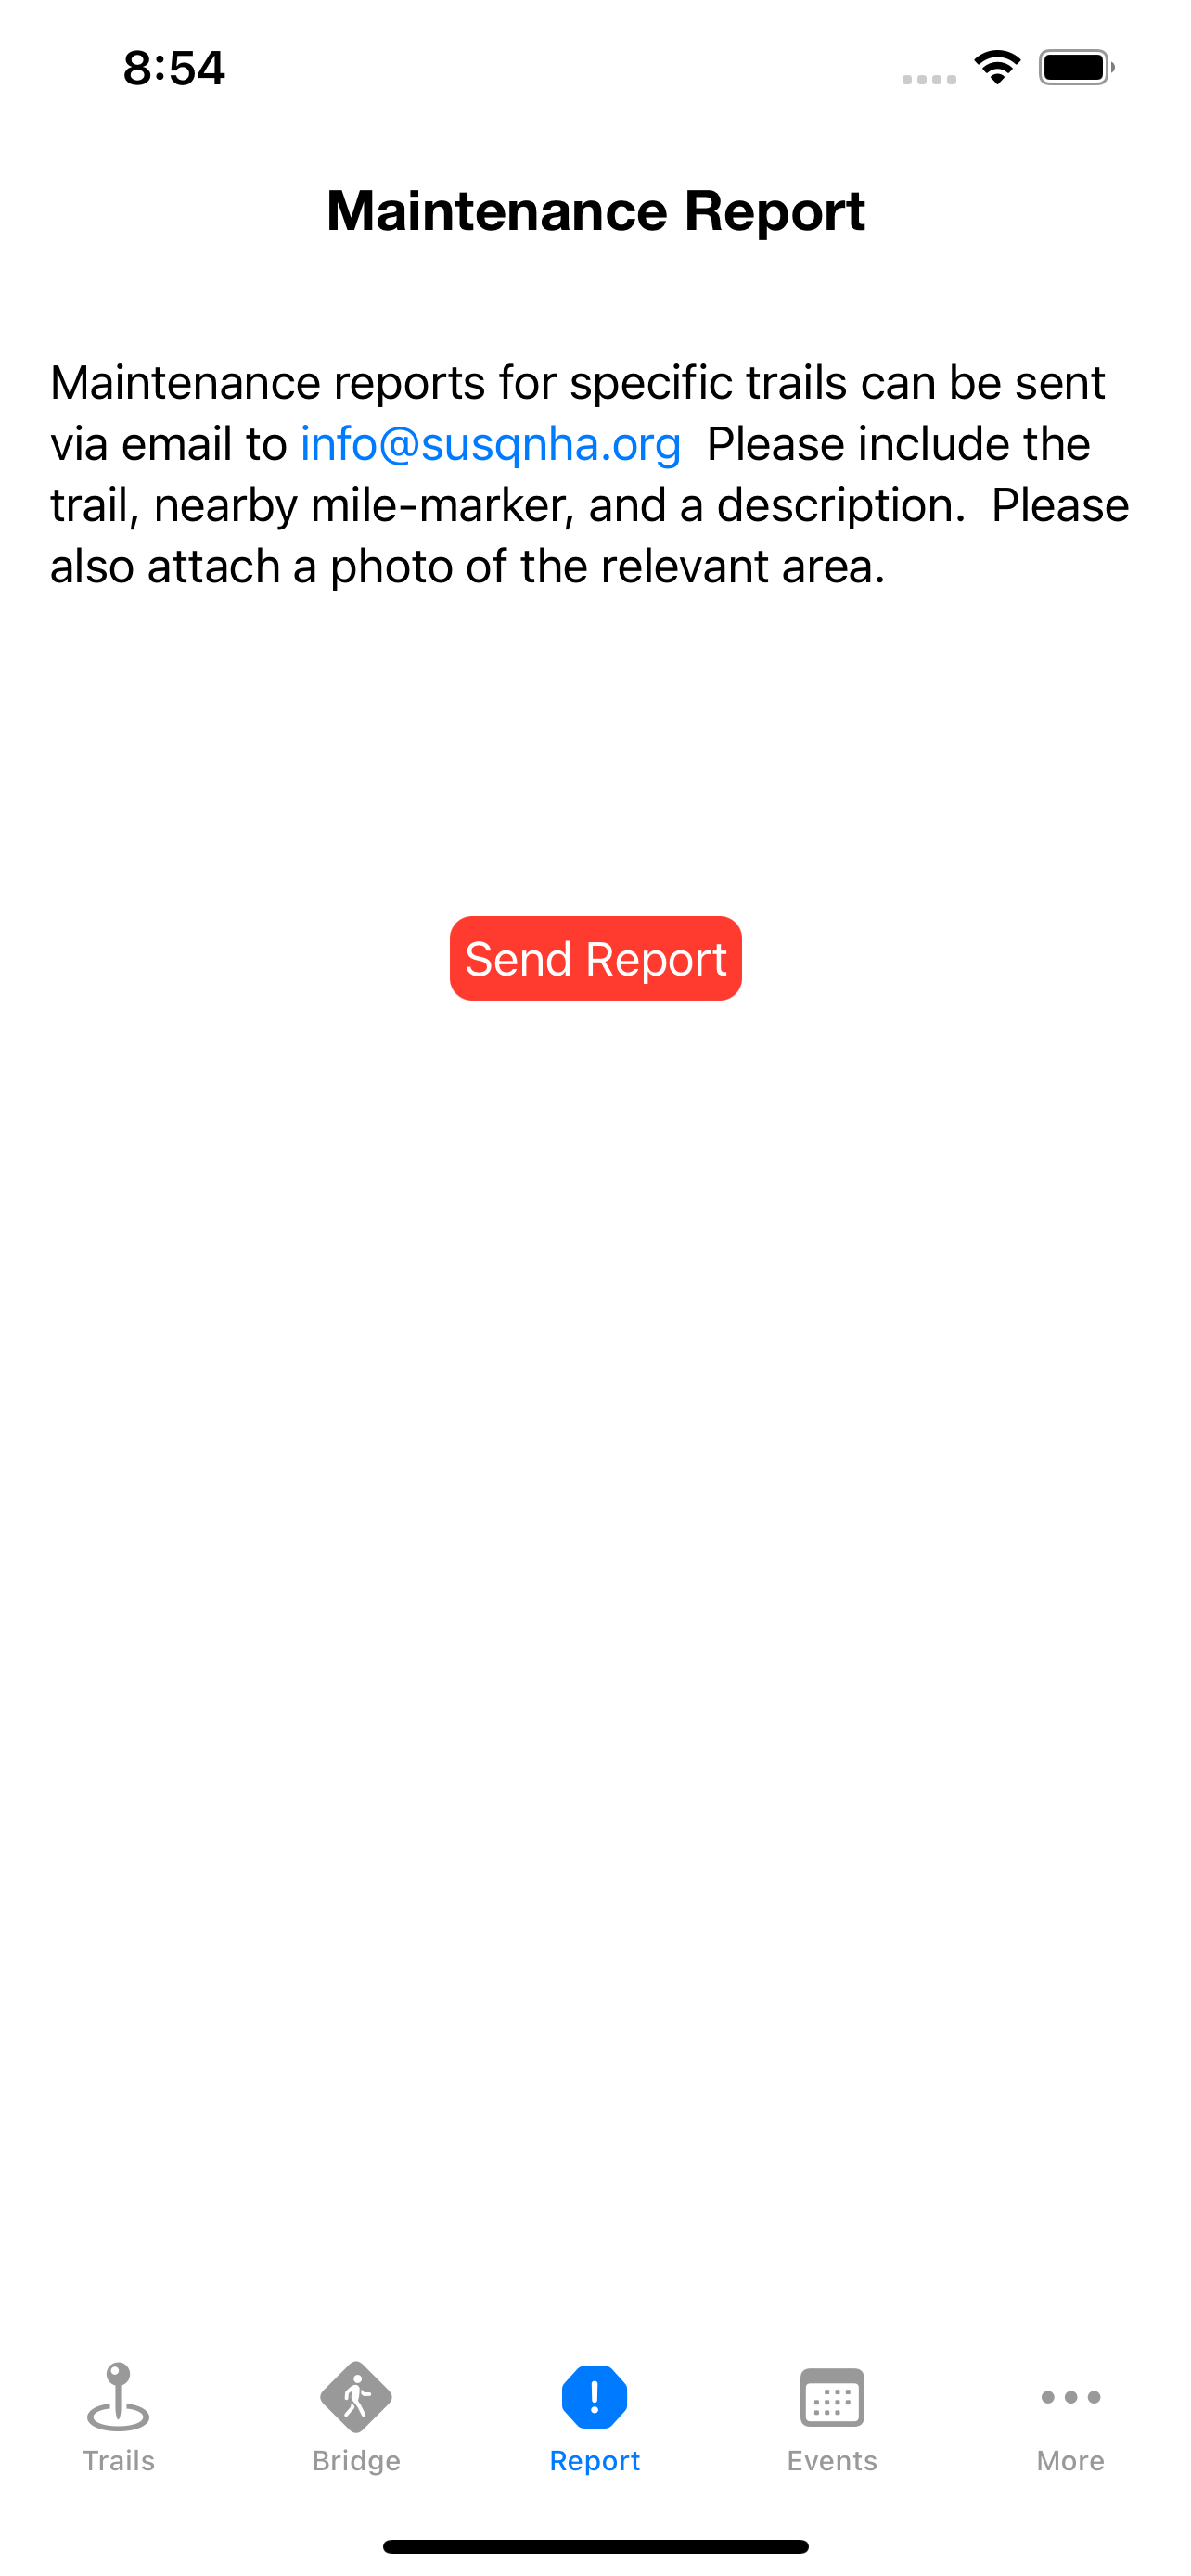 8:54
Maintenance Report
Maintenance reports for specific trails can be sent
via email to info@susqnha.org  Please include the
trail, nearby mile-marker, and a description.  Please
also attach a photo of the relevant area.
Send Report
Trails
Bridge
Report
Events
More